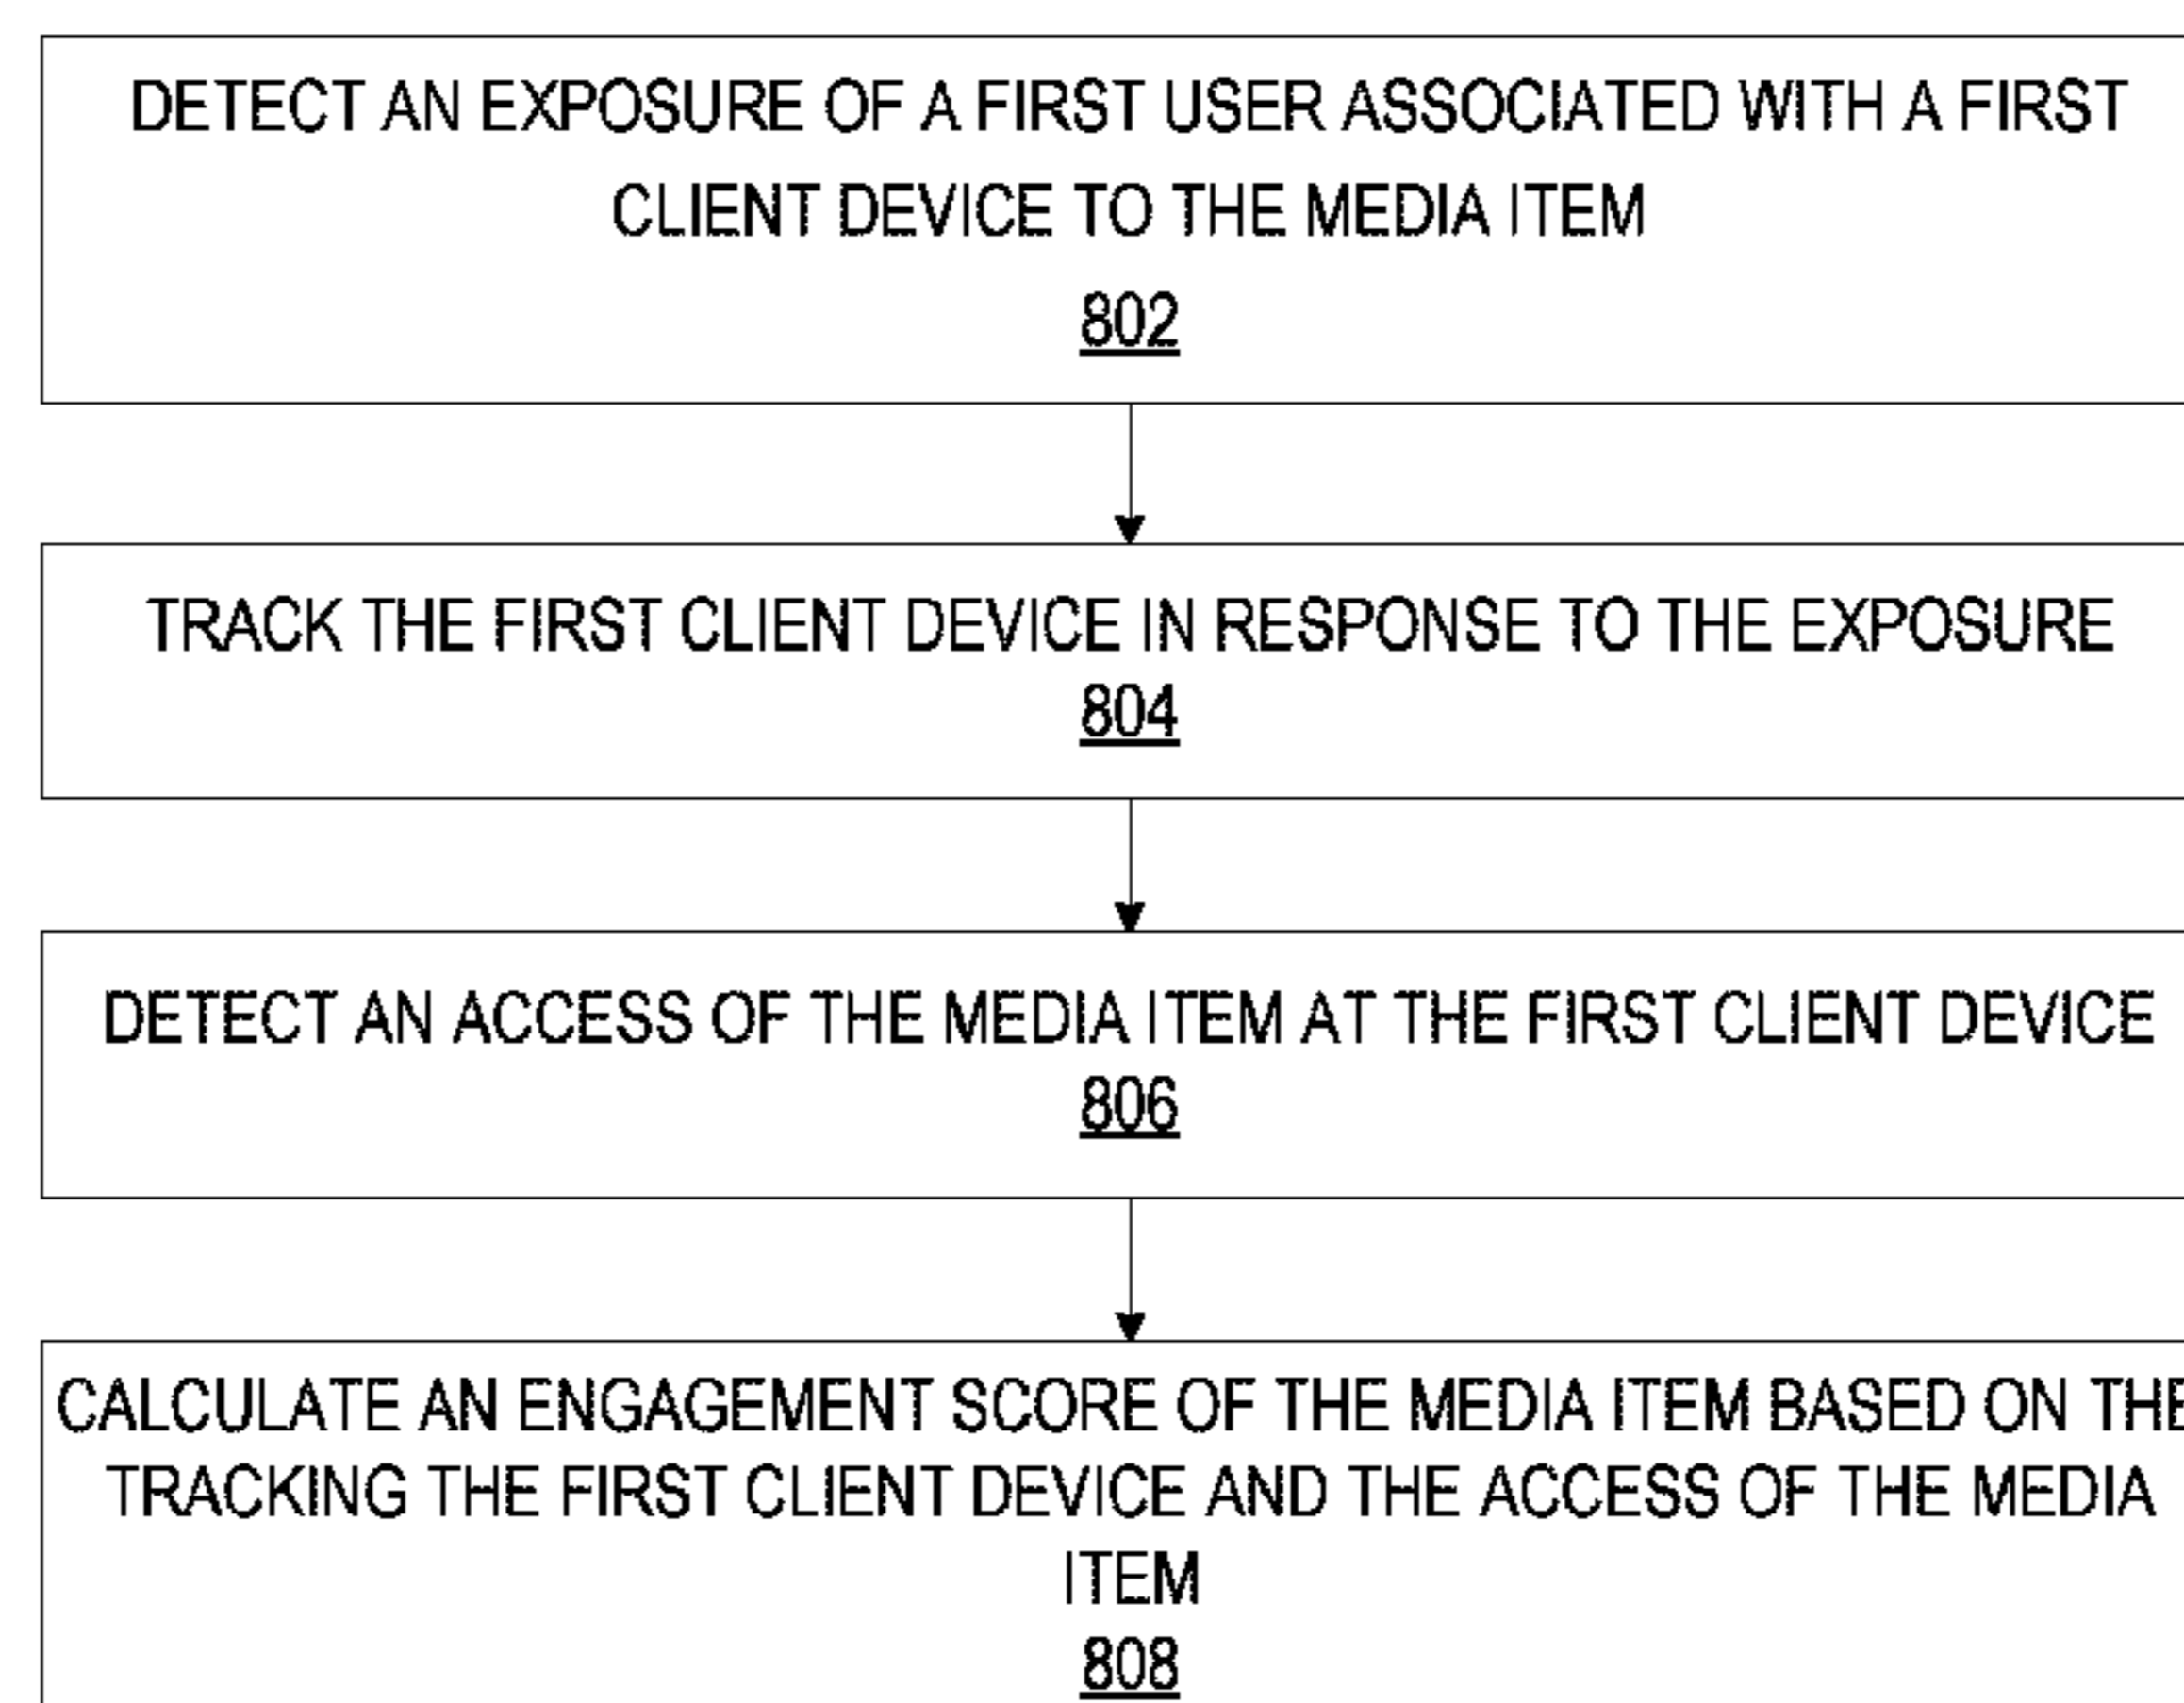 DETECT AN EXPOSURE OF A FIRST USER ASSOCIATED WITH A FIRST
CLIENT DEVICE TO THE MEDIA ITEM
802
TRACK THE FIRST CLIENT DEVICE IN RESPONSE TO THE EXPOSURE
804
DETECT AN ACCESS OF THE MEDIA ITEM AT THE FIRST CLIENT DEVICE
806
CALCULATE AN ENGAGEMENT SCORE OF THE MEDIA ITEM BASED ON THE
TRACKING THE FIRST CLIENT DEVICE AND THE ACCESS OF THE MEDIA
ITEM
808